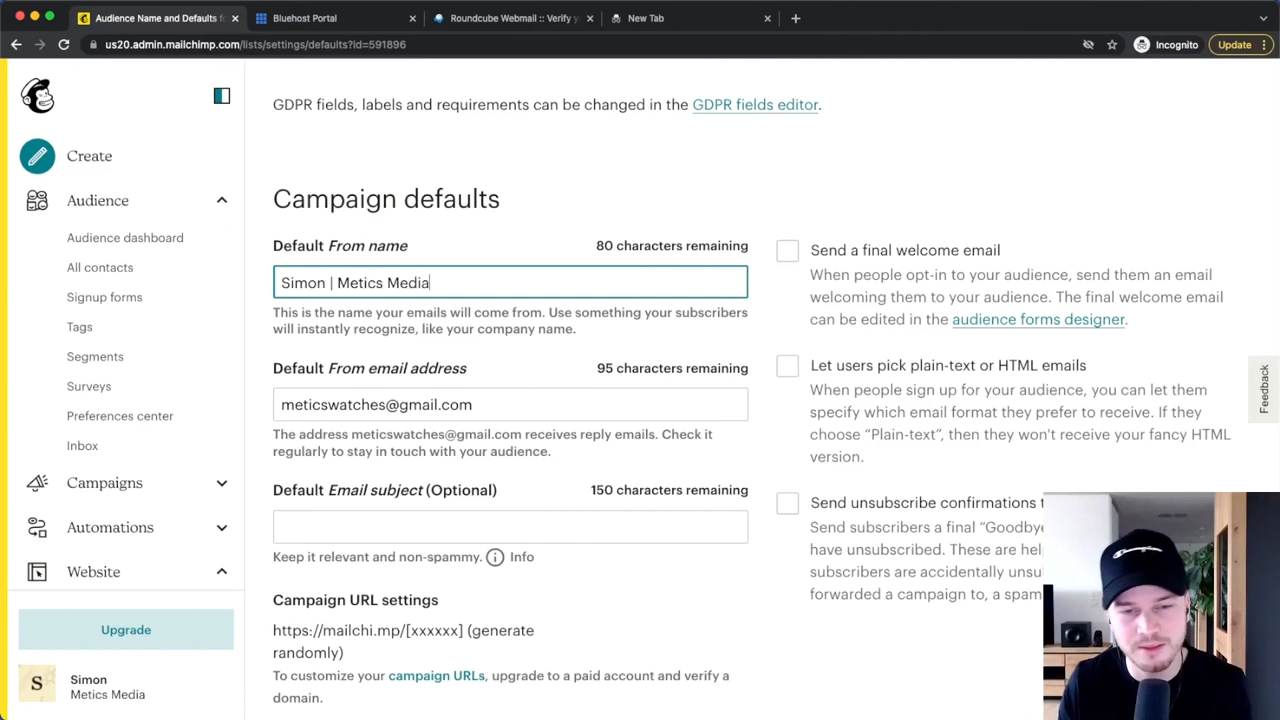 Audience Name and Defaults f
Bluehost Portal
Roundcube Webmail :: Verify y
New Tab
us20.admin.mailchimp.com/lists/settings/defaults?id=591896
Incognito
Update
Create
Audience
Audience dashboard
All contacts
Signup forms
Tags
Segments
Surveys
Preferences center
Inbox
Campaigns
Automations
Website
Upgrade
S
Simon
Metics Media
GDPR fields, labels and requirements can be changed in the GDPR fields editor.
Campaign defaults
Default From name
80 characters remaining
Simon | Metics Media
This is the name your emails will come from. Use something your subscribers
will instantly recognize, like your company name.
Default From email address
95 characters remaining
meticswatches@gmail.com
The address meticswatches@gmail.com receives reply emails. Check it
regularly to stay in touch with your audience.
Default Email subject (Optional)
150 characters remaining
Keep it relevant and non-spammy. Info
Campaign URL settings
https://mailchi.mp/[xxxxxx] (generate
randomly)
To customize your campaign URLs, upgrade to a paid account and verify a
domain.
Send a final welcome email
When people opt-in to your audience, send them an email
welcoming them to your audience. The final welcome email
can be edited in the audience forms designer.
Let users pick plain-text or HTML emails
When people sign up for your audience, you can let them
specify which email format they prefer to receive. If they
choose “Plain-text”, then they won't receive your fancy HTML
version.
Send unsubscribe confirmations t
Send subscribers a final “Goodbye
have unsubscribed. These are hel
subscribers are accidentally unsu
forwarded a campaign to, a spam
Feedback